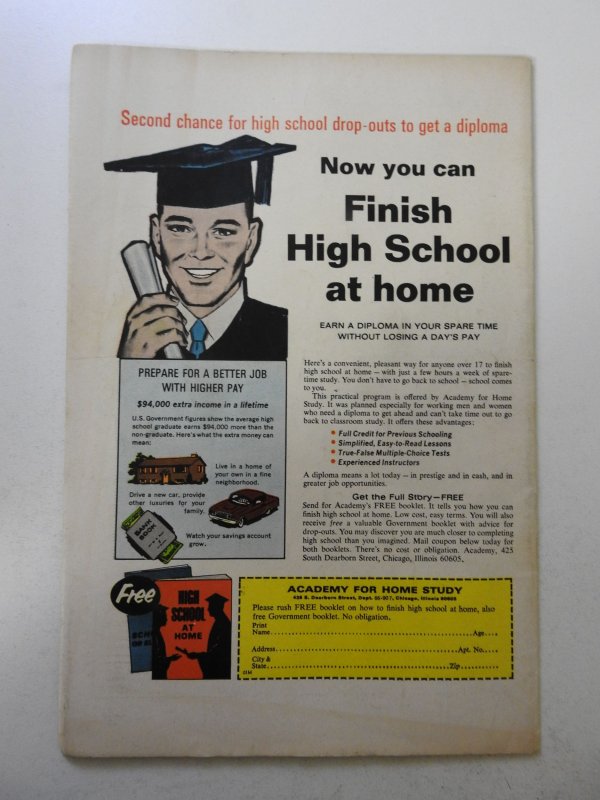 Second chance for high school drop-outs to get a diploma
Now you can
Finish
High School
at home
EARN A DIPLOMA IN YOUR SPARE TIME
WITHOUT LOSING A DAY'S PAY
PREPARE FOR A BETTER JOB
WITH HIGHER PAY
$94,000 extra income in a lifetime
U.S. Government figures show the average high
school graduate earns $94,000 more than the
non-graduate. Here's what the extra money can
mean:
Live in a home of
your own in a fine
neighborhood.
Drive a new car, provide
other luxuries for your
family.
BANK
BOOK
Watch your savings account
grow.
Here's a convenient, pleasant way for anyone over 17 to finish
high school at home – with just a few hours a week of spare-
time study. You don't have to go back to school – school comes
to you.
This practical program is offered by Academy for Home
Study. It was planned especially for working men and women
who need a diploma to get ahead and can't take time out to go
back to classroom study. It offers these advantages:
• Full Credit for Previous Schooling
• Simplified, Easy-to-Read Lessons
• True-False Multiple-Choice Tests
• Experienced Instructors
A diploma means a lot today – in prestige and in cash, and in
greater job opportunities.
Get the Full Story–FREE
Send for Academy's FREE booklet. It tells you how you can
finish high school at home. Low cost, easy terms. You will also
receive free a valuable Government booklet with advice for
drop-outs. You may discover you are much closer to completing
high school than you imagined. Mail coupon below today for
both booklets. There's no cost or obligation. Academy, 425
South Dearborn Street, Chicago, Illinois 60605.
Free
HIGH
SCHOOL
AT
HOME
ACADEMY FOR HOME STUDY
425 S. Dearborn Street, Dept. 55-907, Chicago, Illinois 60605
Please rush FREE booklet on how to finish high school at home, also
free Government booklet. No obligation.
Print
Name Age
Address Apt. No.
City &
State Zip